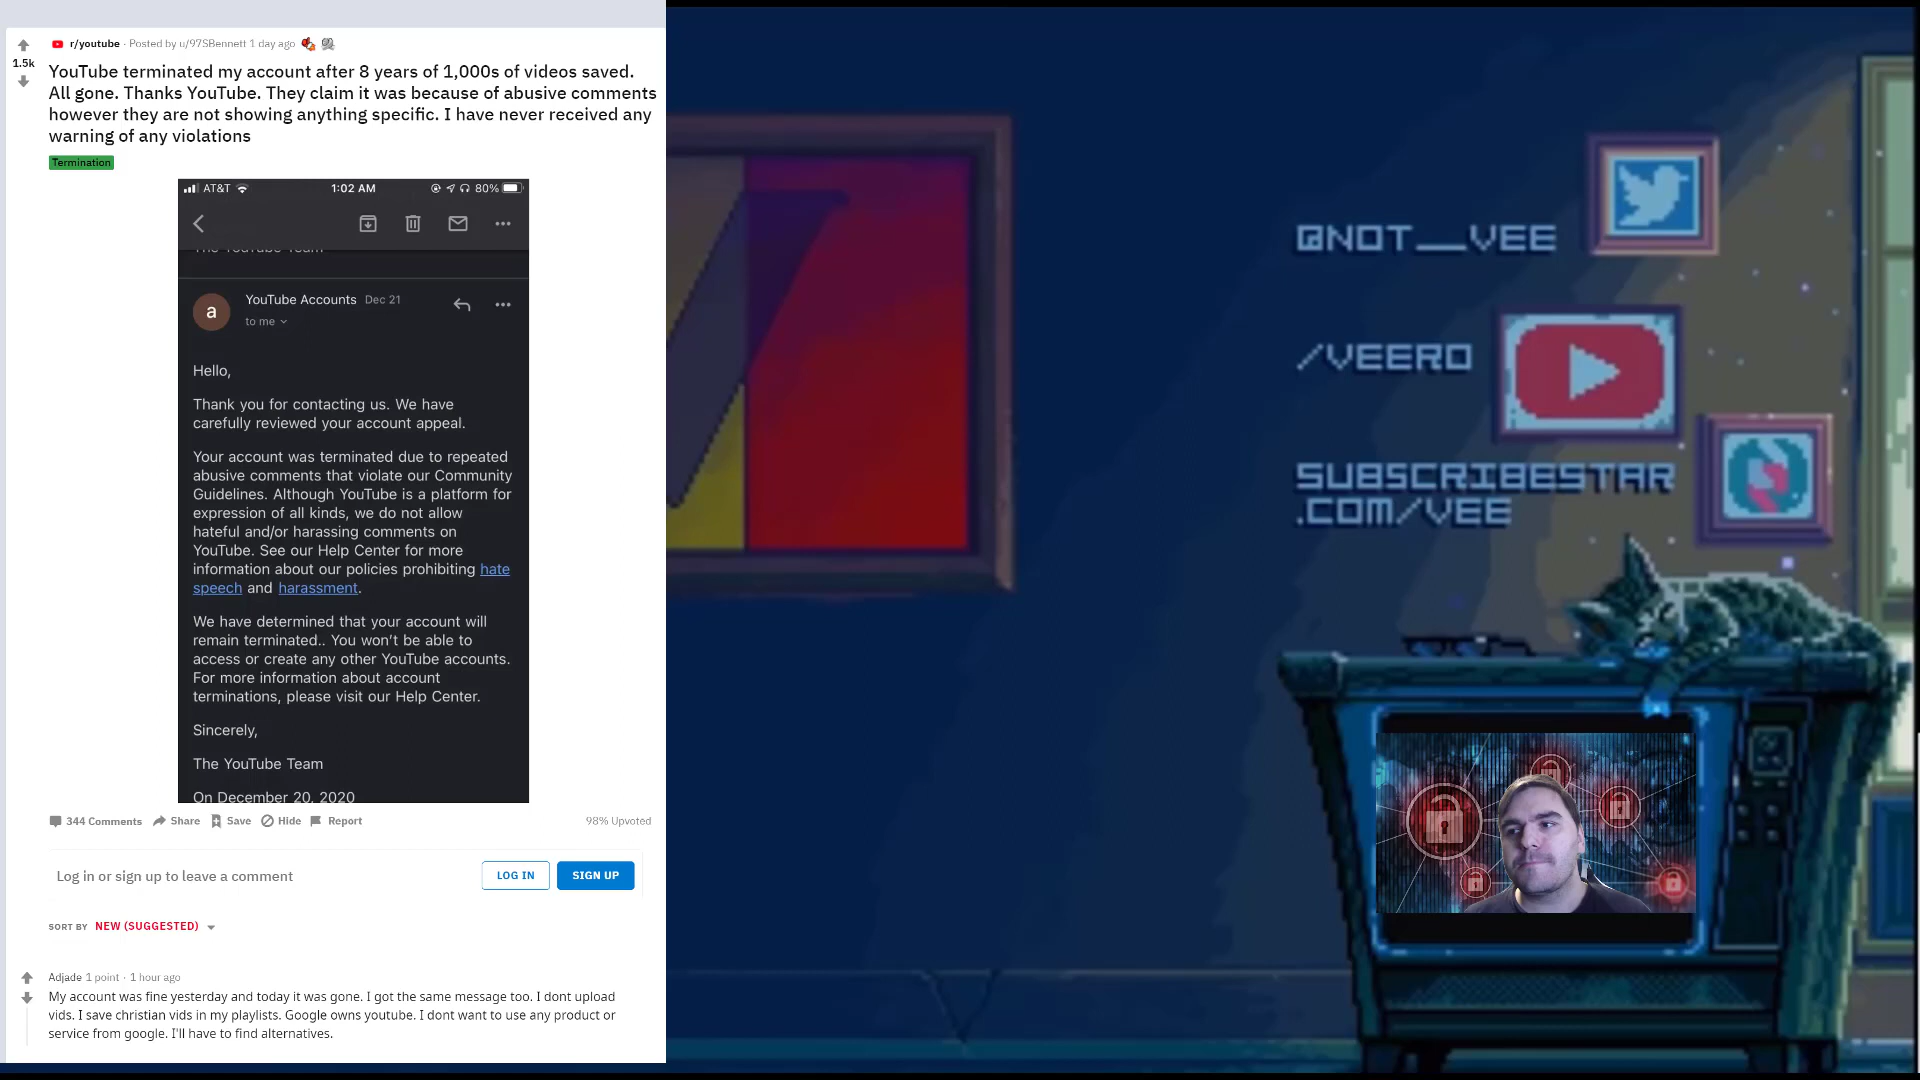 r/youtube · Posted by u/97SBennett 1 day ago
1.5k
YouTube terminated my account after 8 years of 1,000s of videos saved.
All gone. Thanks YouTube. They claim it was because of abusive comments
however they are not showing anything specific. I have never received any
warning of any violations
Termination
AT&T 1:02 AM 80%
The YouTube Team
a
YouTube Accounts Dec 21
to me
Hello,
Thank you for contacting us. We have
carefully reviewed your account appeal.
Your account was terminated due to repeated
abusive comments that violate our Community
Guidelines. Although YouTube is a platform for
expression of all kinds, we do not allow
hateful and/or harassing comments on
YouTube. See our Help Center for more
information about our policies prohibiting hate
speech and harassment.
We have determined that your account will
remain terminated.. You won't be able to
access or create any other YouTube accounts.
For more information about account
terminations, please visit our Help Center.
Sincerely,
The YouTube Team
On December 20, 2020
344 Comments Share Save Hide Report 98% Upvoted
Log in or sign up to leave a comment LOG IN SIGN UP
SORT BY NEW (SUGGESTED)
Adjade 1 point · 1 hour ago
My account was fine yesterday and today it was gone. I got the same message too. I dont upload
vids. I save christian vids in my playlists. Google owns youtube. I dont want to use any product or
service from google. I'll have to find alternatives.
@NOT__VEE
/VEERO
SUBSCRIBESTAR
.COM/VEE